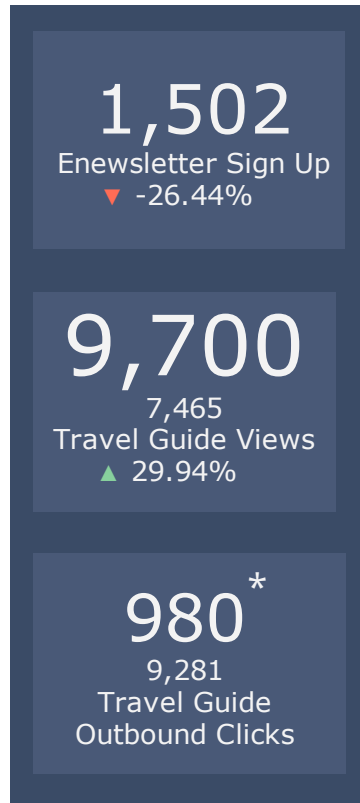 1,502
Enewsletter Sign Up
▼ -26.44%
9,700
7,465
Travel Guide Views
▲ 29.94%
980*
9,281
Travel Guide
Outbound Clicks